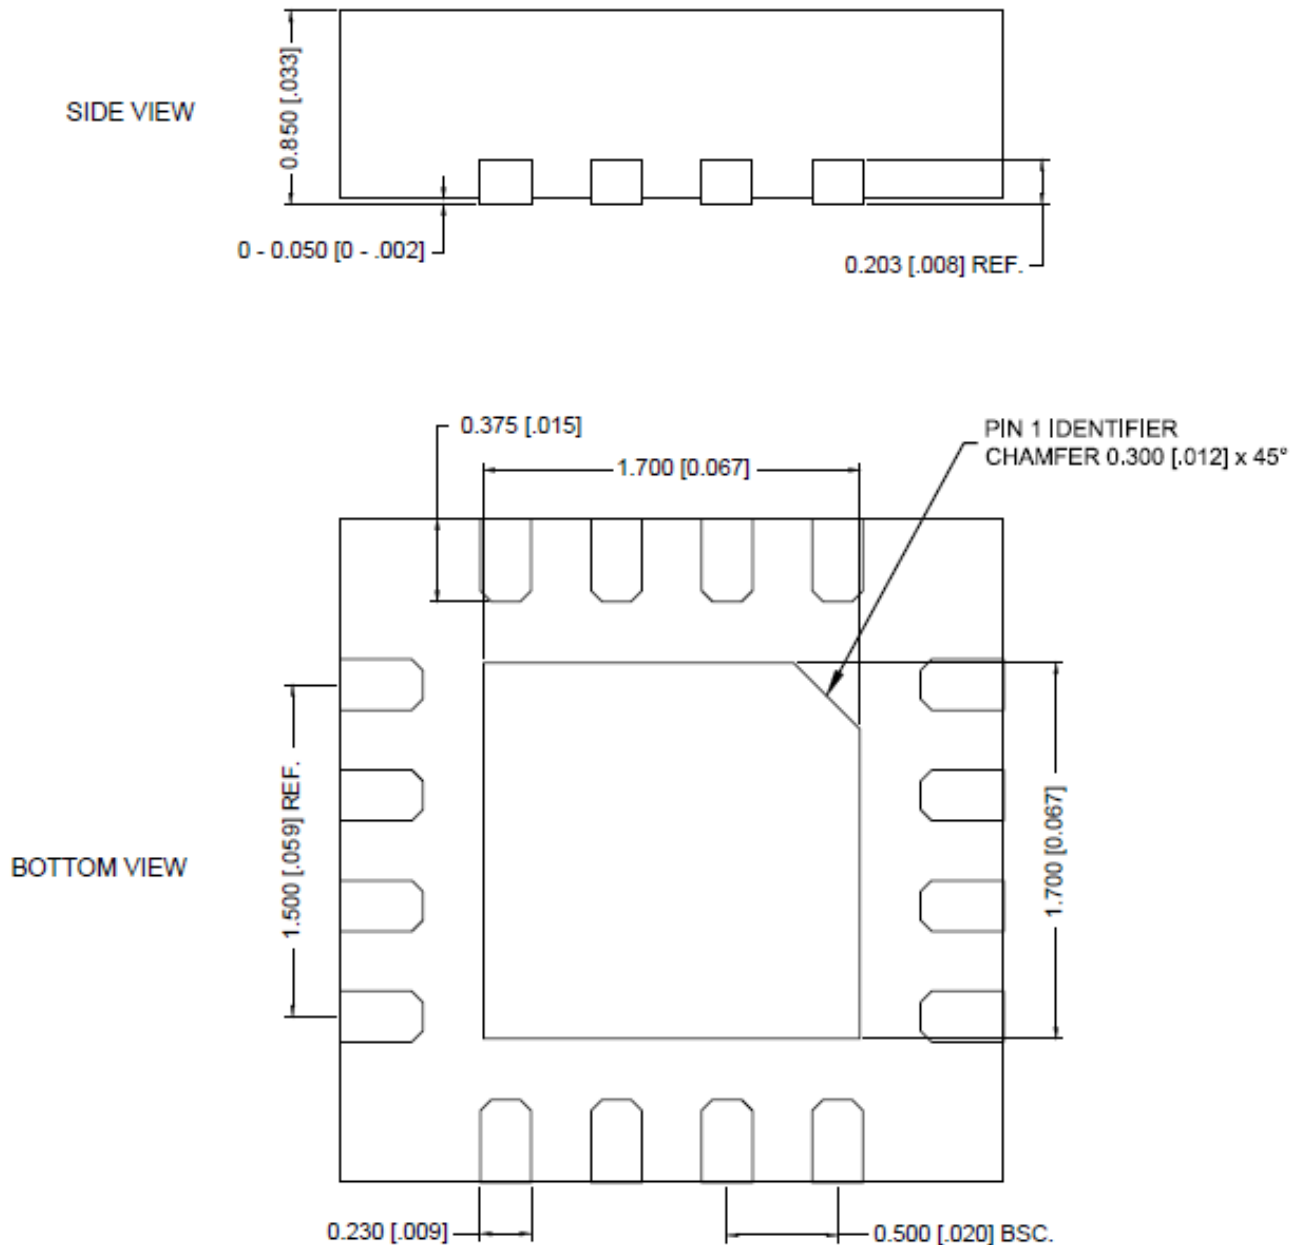 0.850 [.033]
SIDE VIEW
0 - 0.050 [0 - .002]
0.203 [.008] REF.
0.375 [.015]
1.700 [0.067]
PIN 1 IDENTIFIER
CHAMFER 0.300 [.012] x 45°
1.500 [.059] REF.
1.700 [0.067]
BOTTOM VIEW
0.230 [.009]
0.500 [.020] BSC.